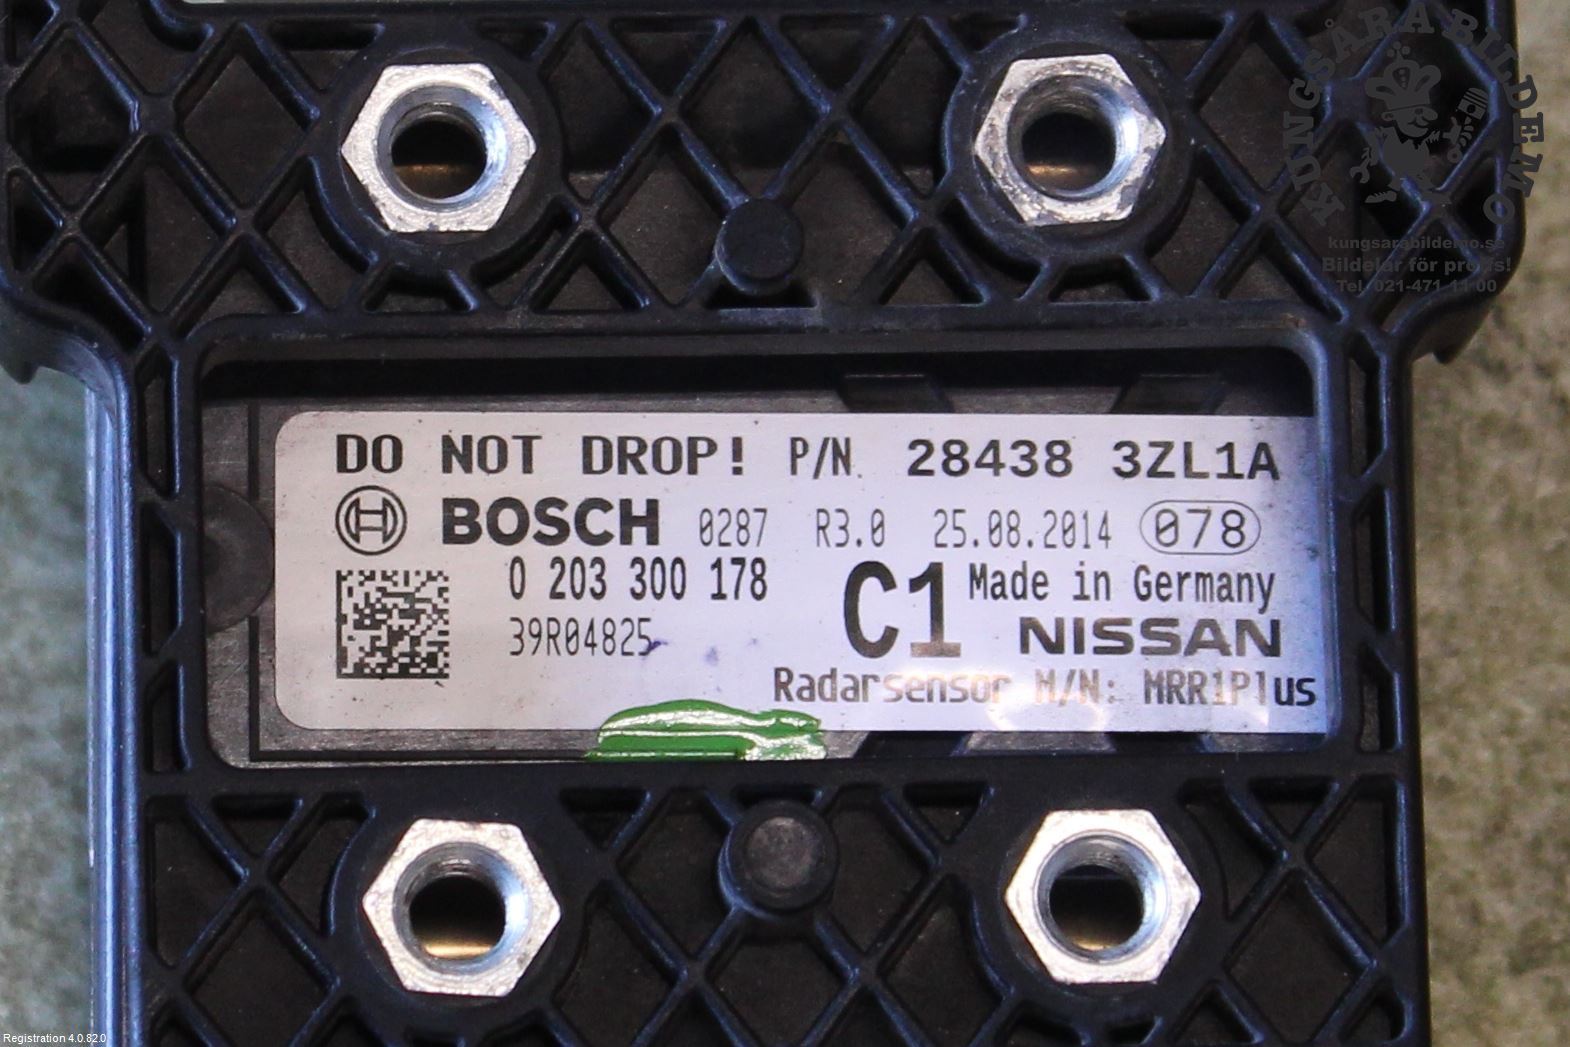 KUNGSÅRA BILDEMO
kungsarabildemo.se
Bildelar för proffs!
Tel. 021-471 11 00
DO NOT DROP! P/N. 28438 3ZL1A
BOSCH 0287 R3.0 25.08.2014 078
0 203 300 178 C1 Made in Germany
39R04825 NISSAN
Radarsensor M/N: MRR1Plus
Registration 4.0.82.0